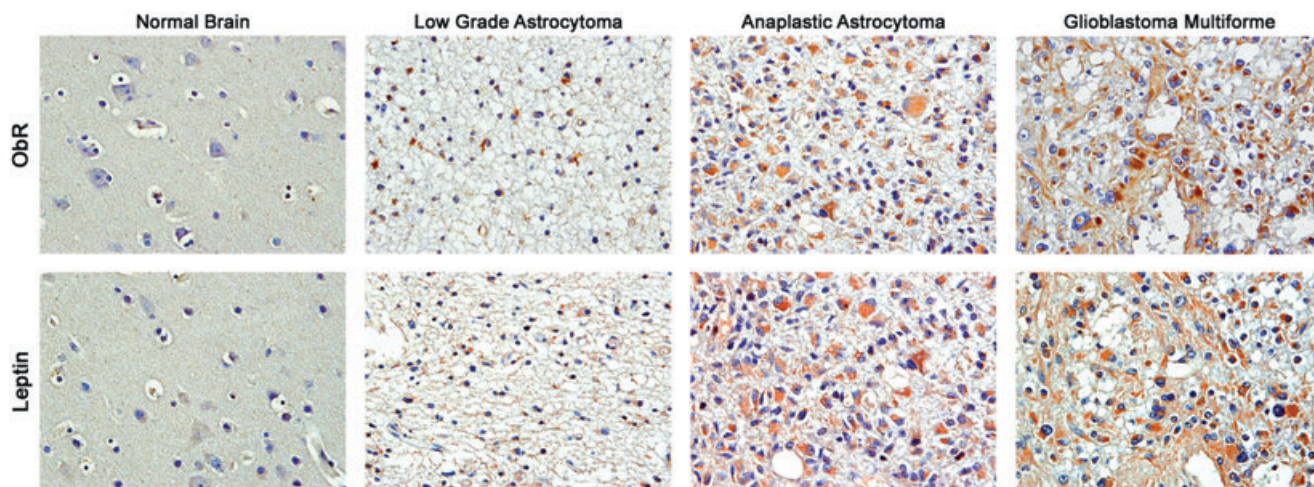 Normal Brain
Low Grade Astrocytoma
Anaplastic Astrocytoma
Glioblastoma Multiforme
ObR
Leptin